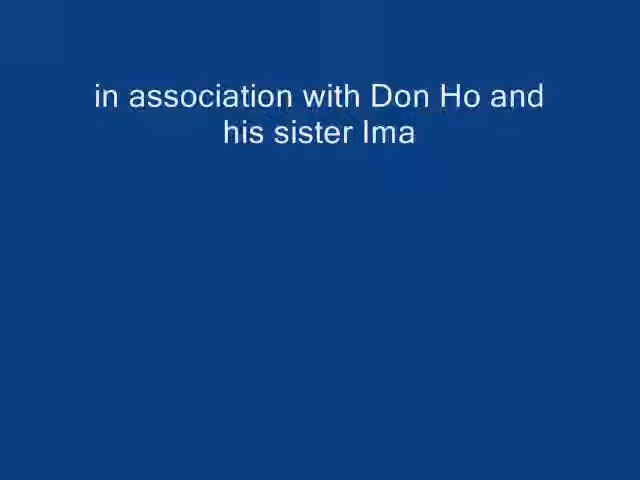 in association with Don Ho and
his sister Ima